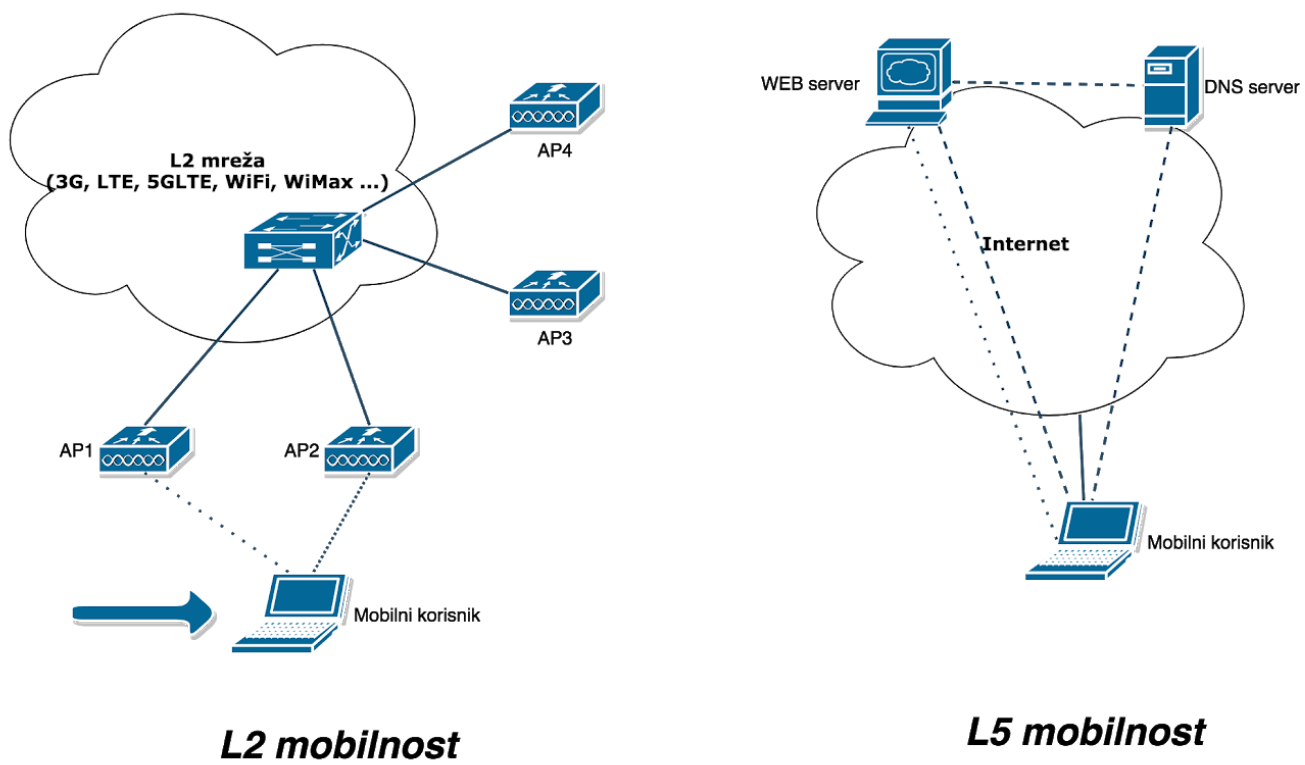 L2 mreža
(3G, LTE, 5GLTE, WiFi, WiMax ...)
AP4
AP3
AP1
AP2
Mobilni korisnik
L2 mobilnost
WEB server
DNS server
Internet
Mobilni korisnik
L5 mobilnost